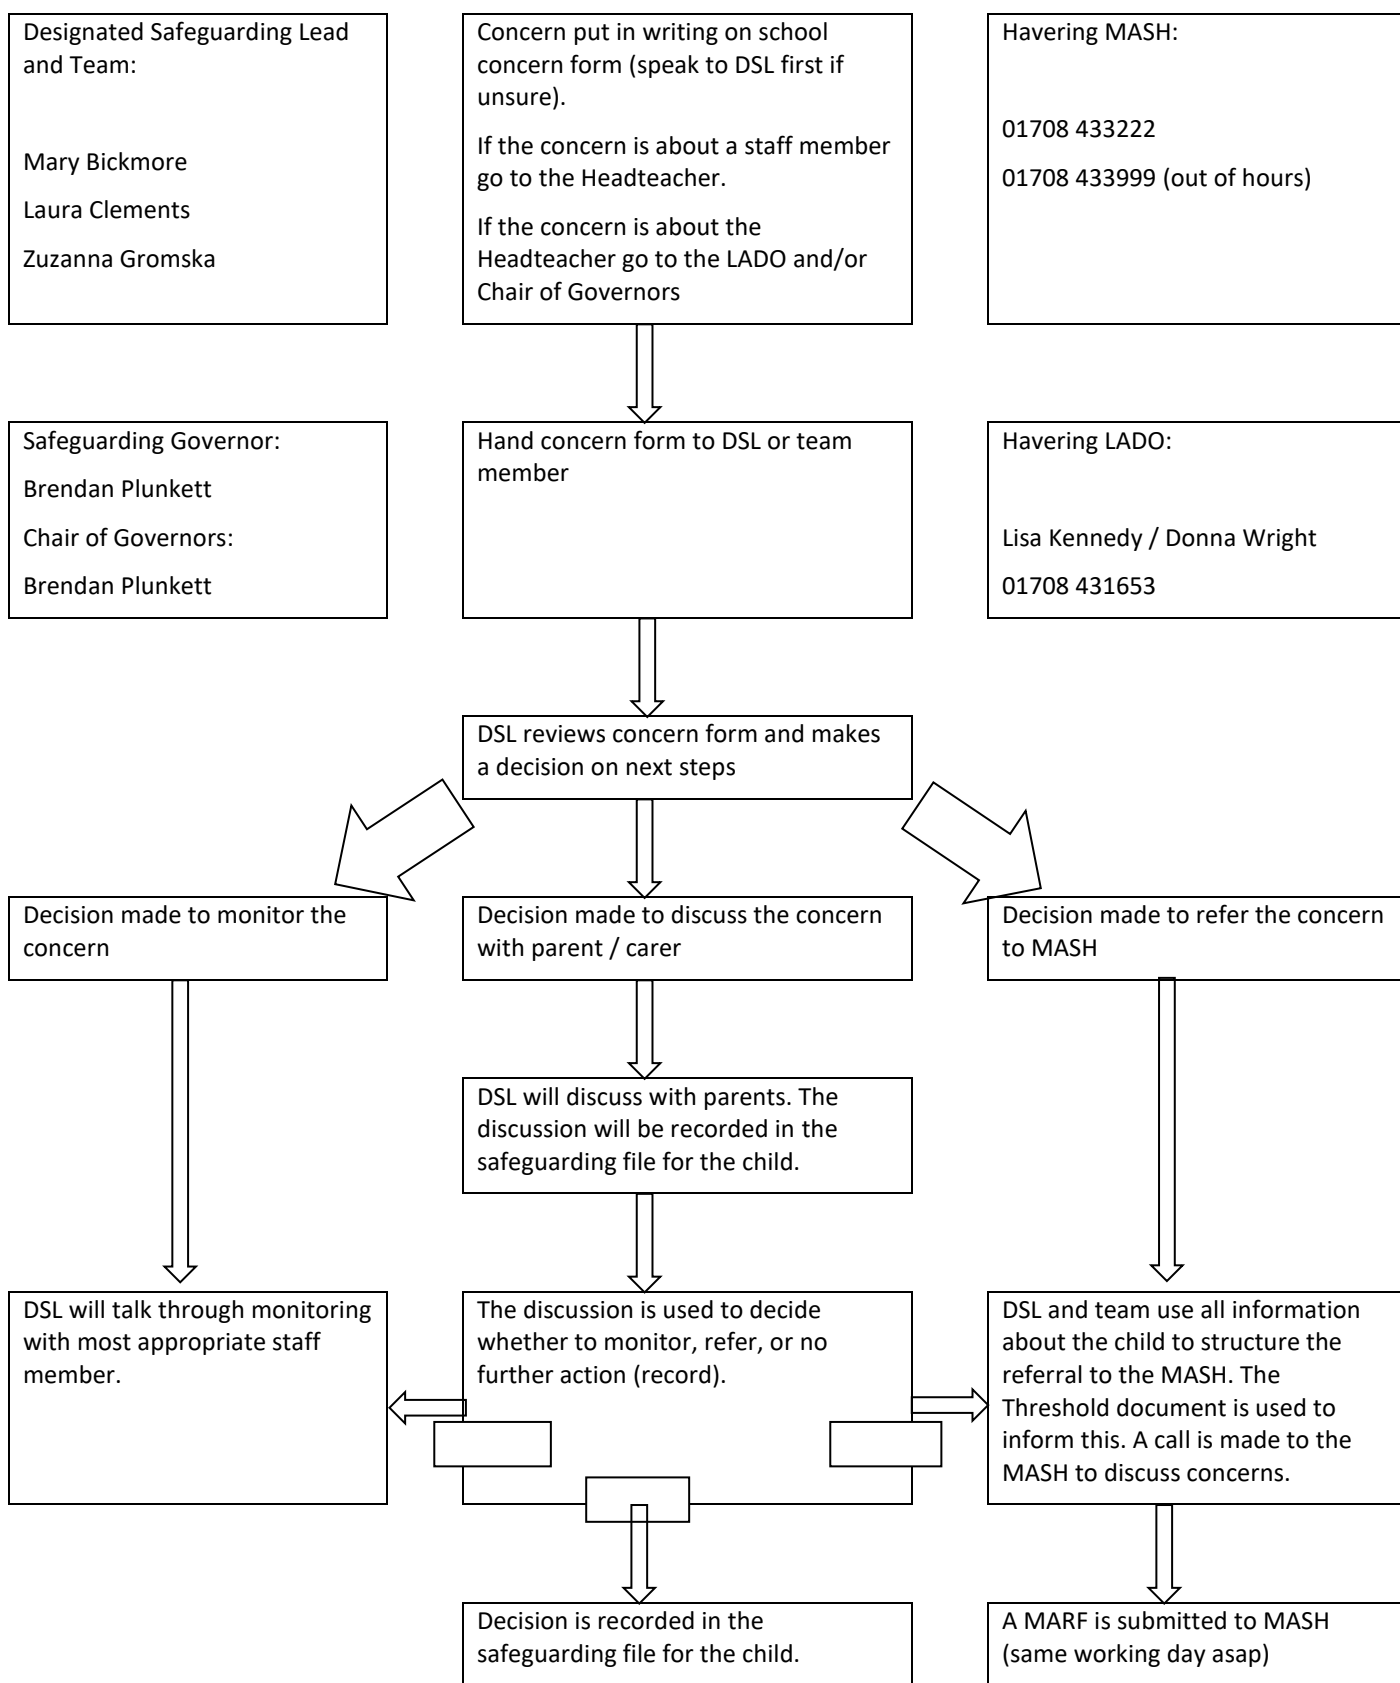 Designated Safeguarding Lead
and Team:
Mary Bickmore
Laura Clements
Zuzanna Gromska
Concern put in writing on school
concern form (speak to DSL first if
unsure).
If the concern is about a staff member
go to the Headteacher.
If the concern is about the
Headteacher go to the LADO and/or
Chair of Governors
Havering MASH:
01708 433222
01708 433999 (out of hours)
Safeguarding Governor:
Brendan Plunkett
Chair of Governors:
Brendan Plunkett
Hand concern form to DSL or team
member
Havering LADO:
Lisa Kennedy / Donna Wright
01708 431653
DSL reviews concern form and makes
a decision on next steps
Decision made to monitor the
concern
Decision made to discuss the concern
with parent / carer
Decision made to refer the concern
to MASH
DSL will discuss with parents. The
discussion will be recorded in the
safeguarding file for the child.
DSL will talk through monitoring
with most appropriate staff
member.
The discussion is used to decide
whether to monitor, refer, or no
further action (record).
DSL and team use all information
about the child to structure the
referral to the MASH. The
Threshold document is used to
inform this. A call is made to the
MASH to discuss concerns.
Decision is recorded in the
safeguarding file for the child.
A MARF is submitted to MASH
(same working day asap)